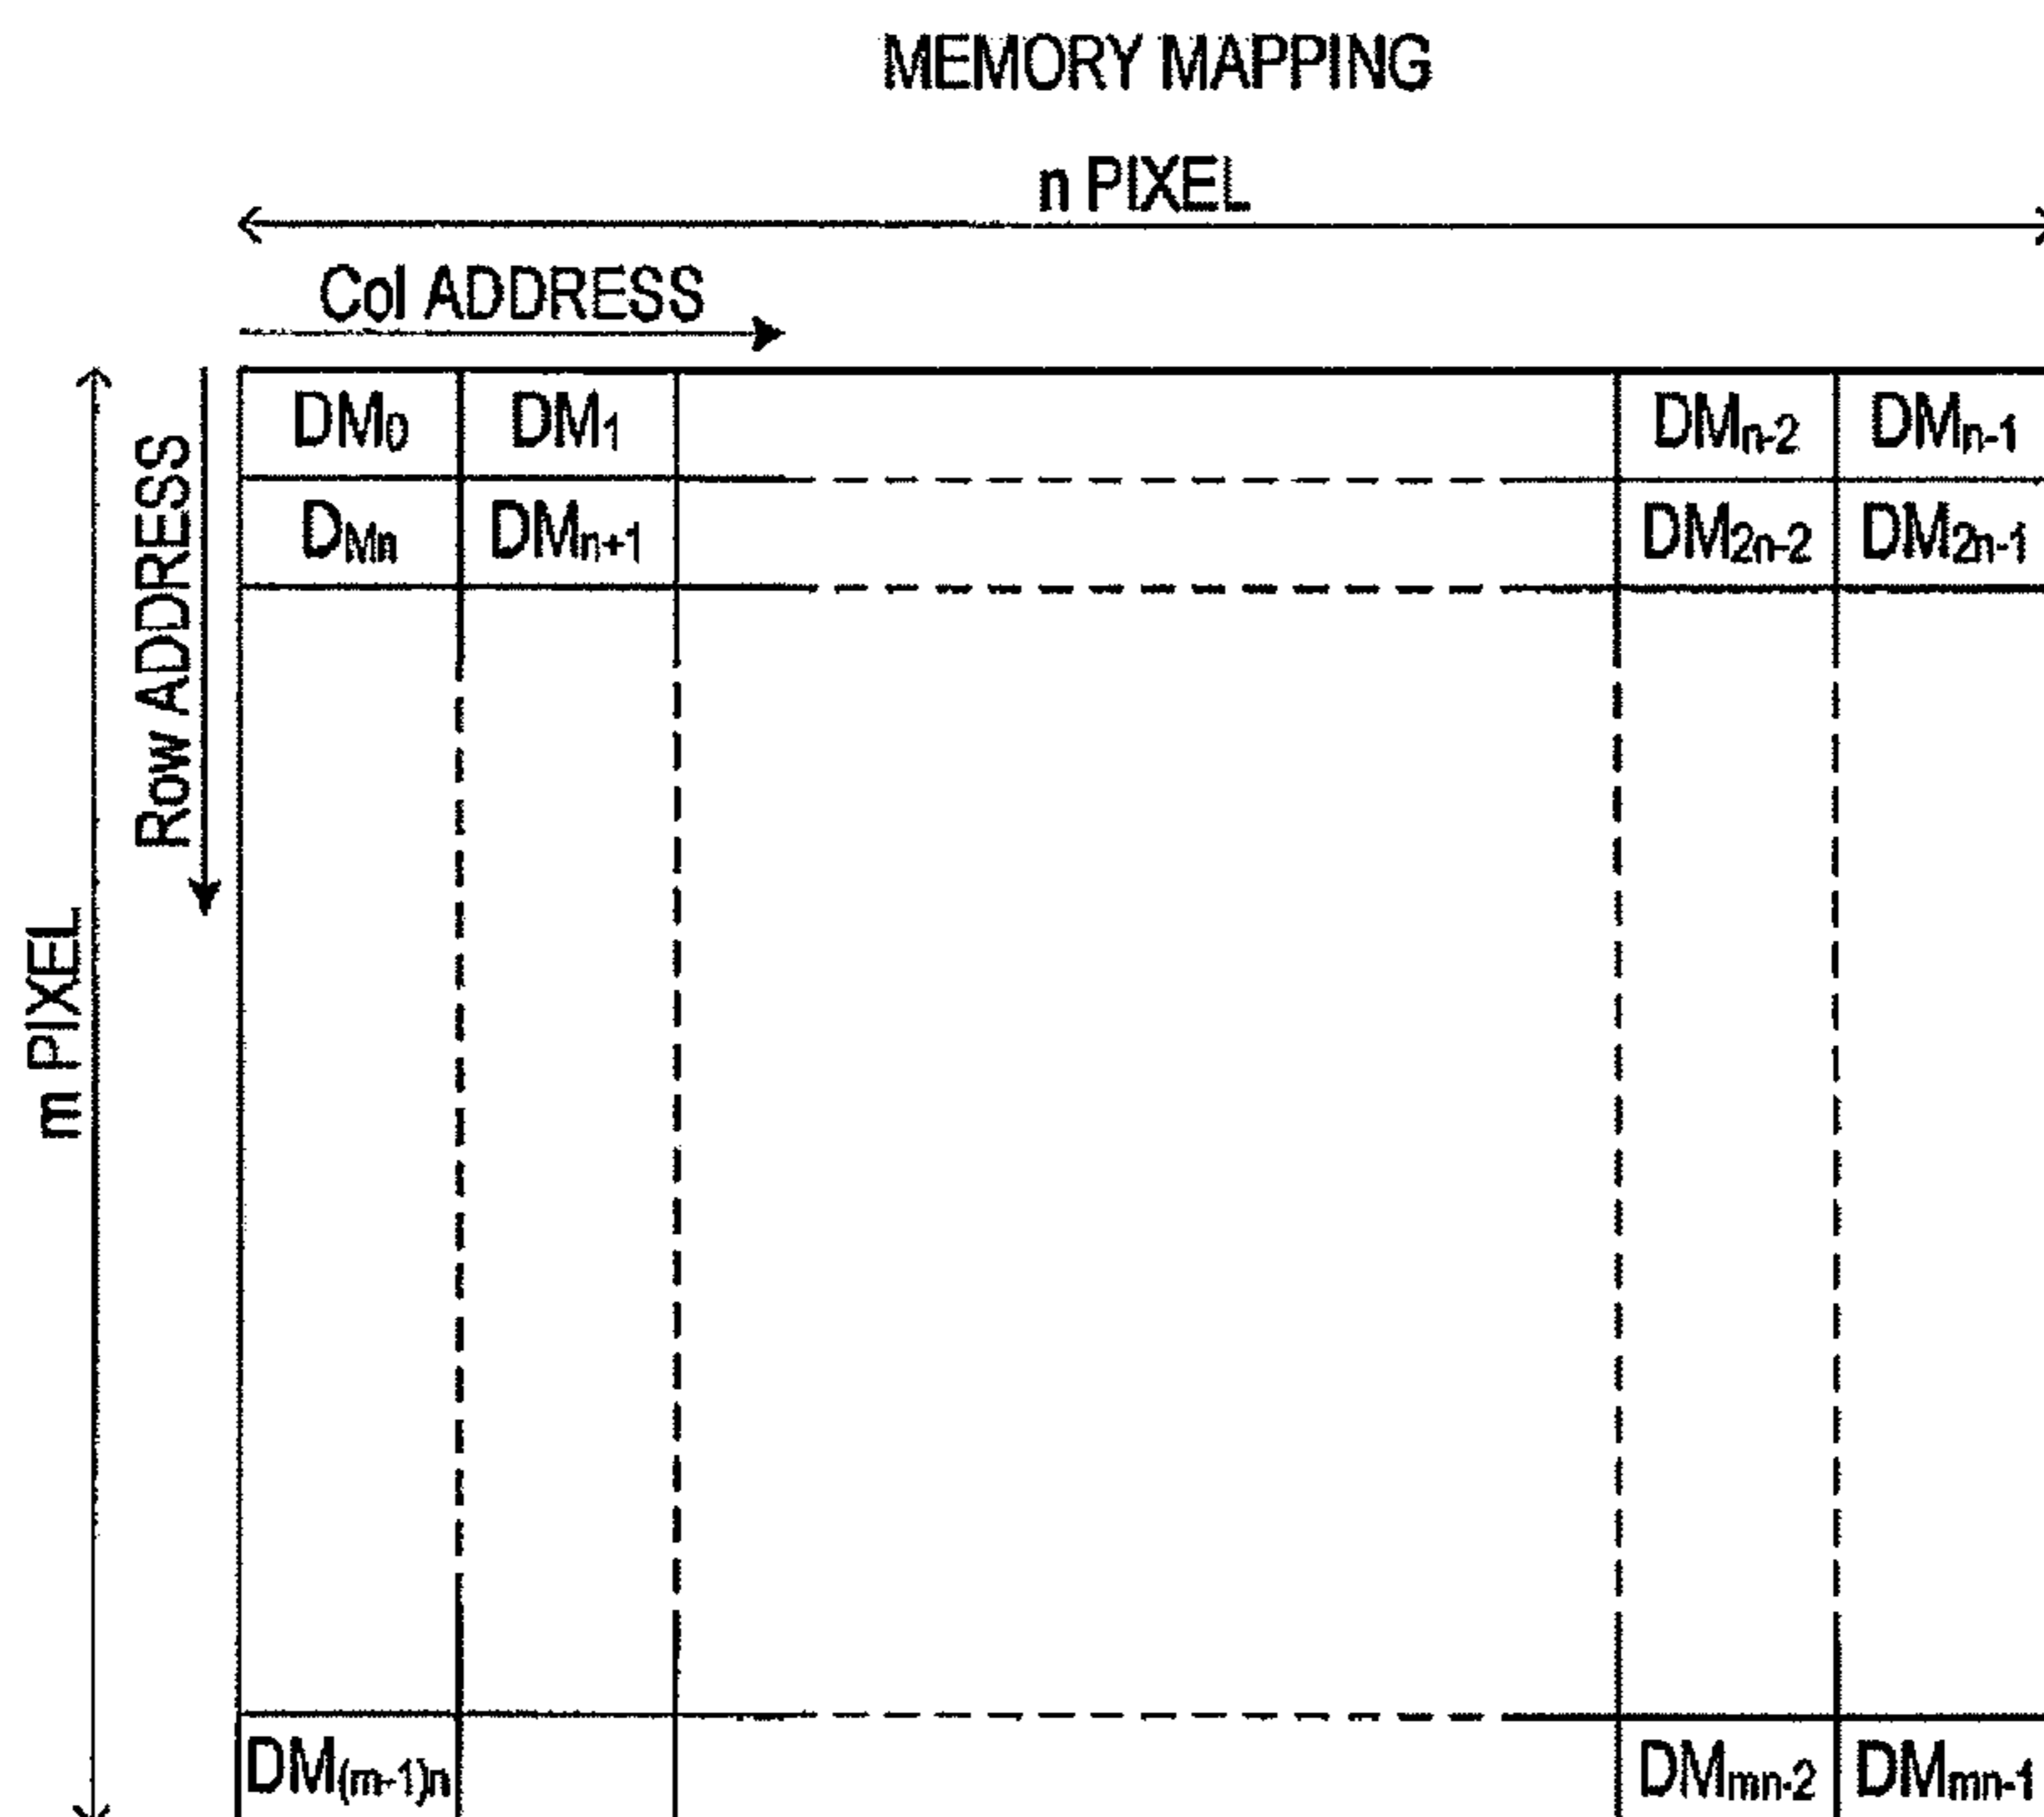 MEMORY MAPPING
n PIXEL
Col ADDRESS
Row ADDRESS
m PIXEL
DM0 DM1 DMn-2 DMn-1
DMn DMn+1 DM2n-2 DM2n-1
DM(m-1)n DMmn-2 DMmn-1